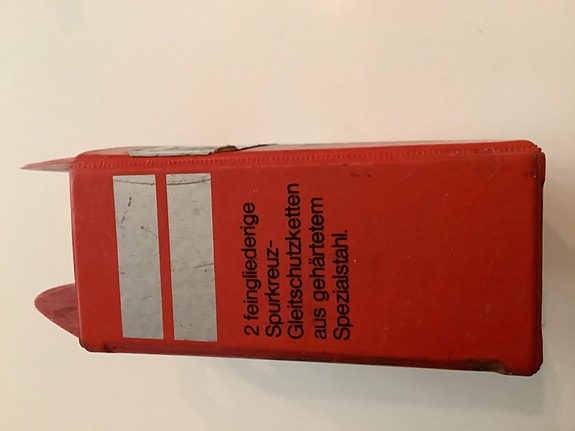 2 feingliederige
Spurkreuz-
Gleitschutzketten
aus gehärtetem
Spezialstahl.